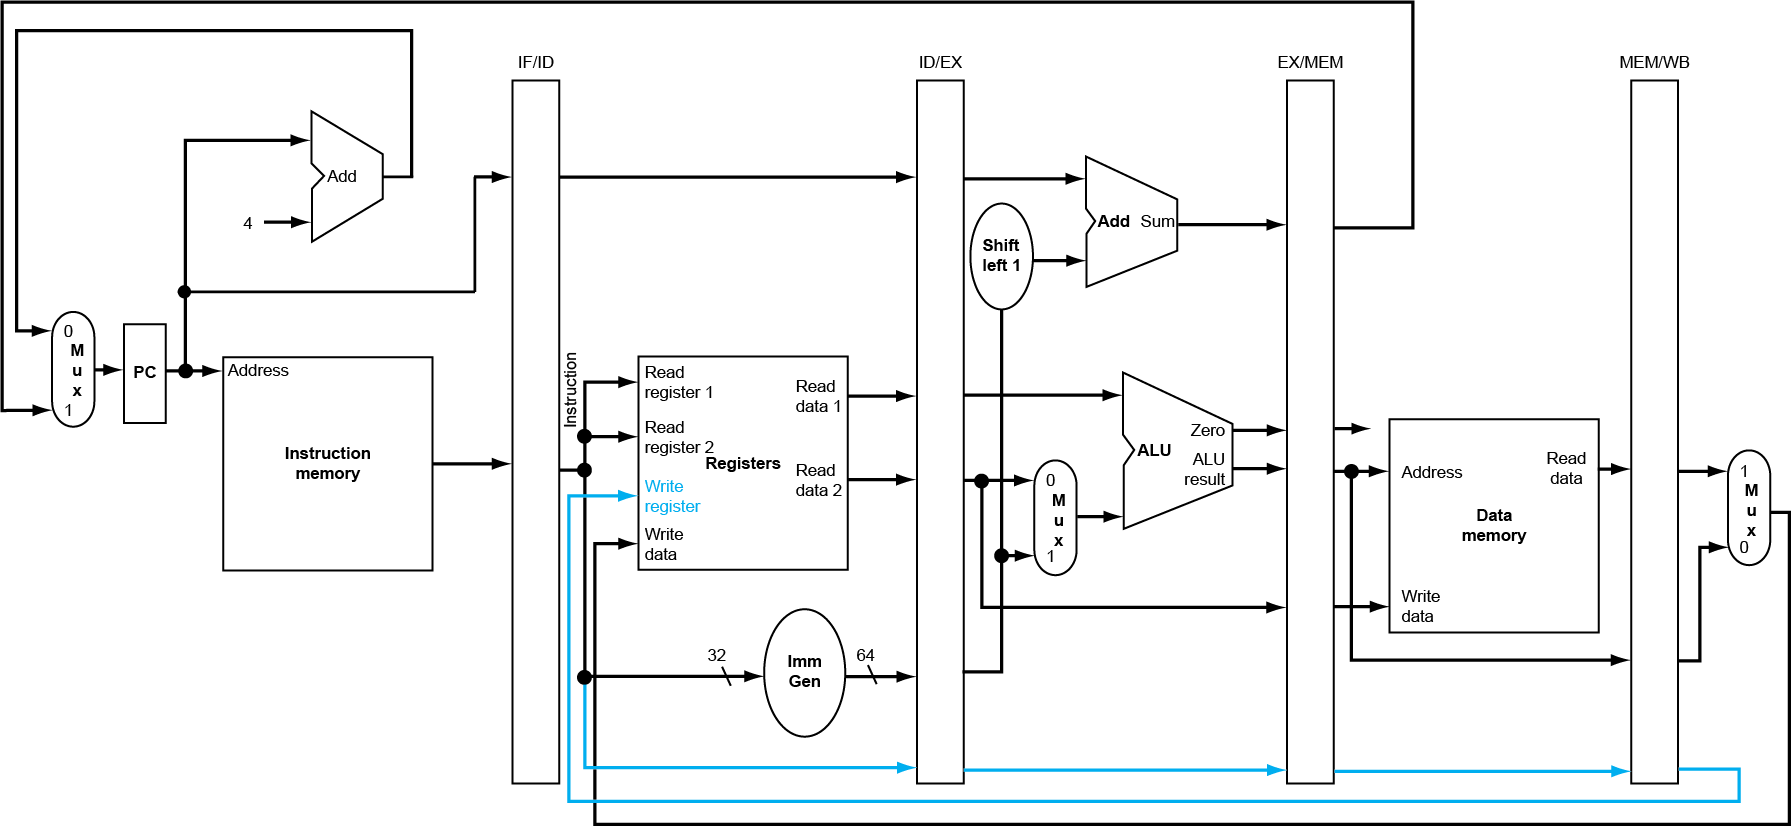 IF/ID
ID/EX
EX/MEM
MEM/WB
Add
4
Add Sum
Shift
left 1
0
M
u
x
1
PC
Address
Instruction
memory
Instruction
Read
register 1
Read
register 2
Write
register
Write
data
Registers
Read
data 1
Read
data 2
32
Imm
Gen
64
0
M
u
x
1
ALU
Zero
ALU
result
Address
Write
data
Data
memory
Read
data
1
M
u
x
0